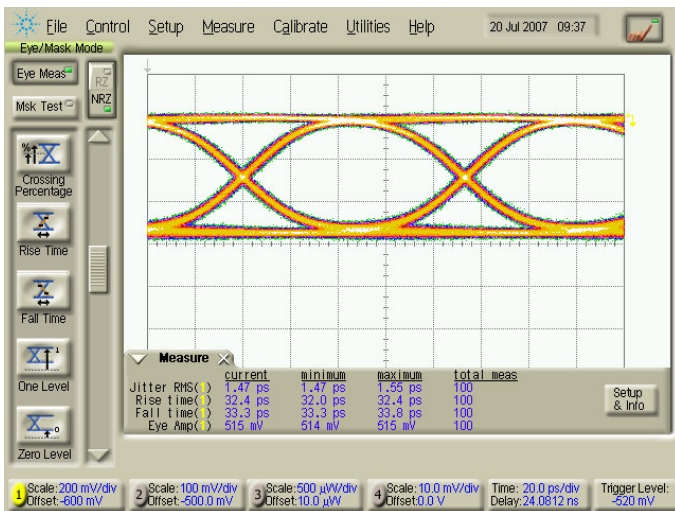 File Control Setup Measure Calibrate Utilities Help 20 Jul 2007 09:37
Eye/Mask Mode
Eye Meas
RZ
Msk Test
NRZ
%
Crossing
Percentage
Rise Time
Fall Time
1
One Level
0
Zero Level
Measure
current minimum maximum total meas
Jitter RMS(1) 1.47 ps 1.47 ps 1.55 ps 100
Rise time(1) 32.4 ps 32.0 ps 32.4 ps 100
Fall time(1) 33.3 ps 33.3 ps 33.8 ps 100
Eye Amp(1) 515 mV 514 mV 515 mV 100
Setup
& Info
1 Scale:200 mV/div 2 Scale:100 mV/div 3 Scale:500 µW/div 4 Scale:10.0 mV/div Time: 20.0 ps/div Trigger Level:
Offset:-600 mV Offset:-500.0 mV Offset:10.0 µW Offset:0.0 V Delay:24.0812 ns -520 mV